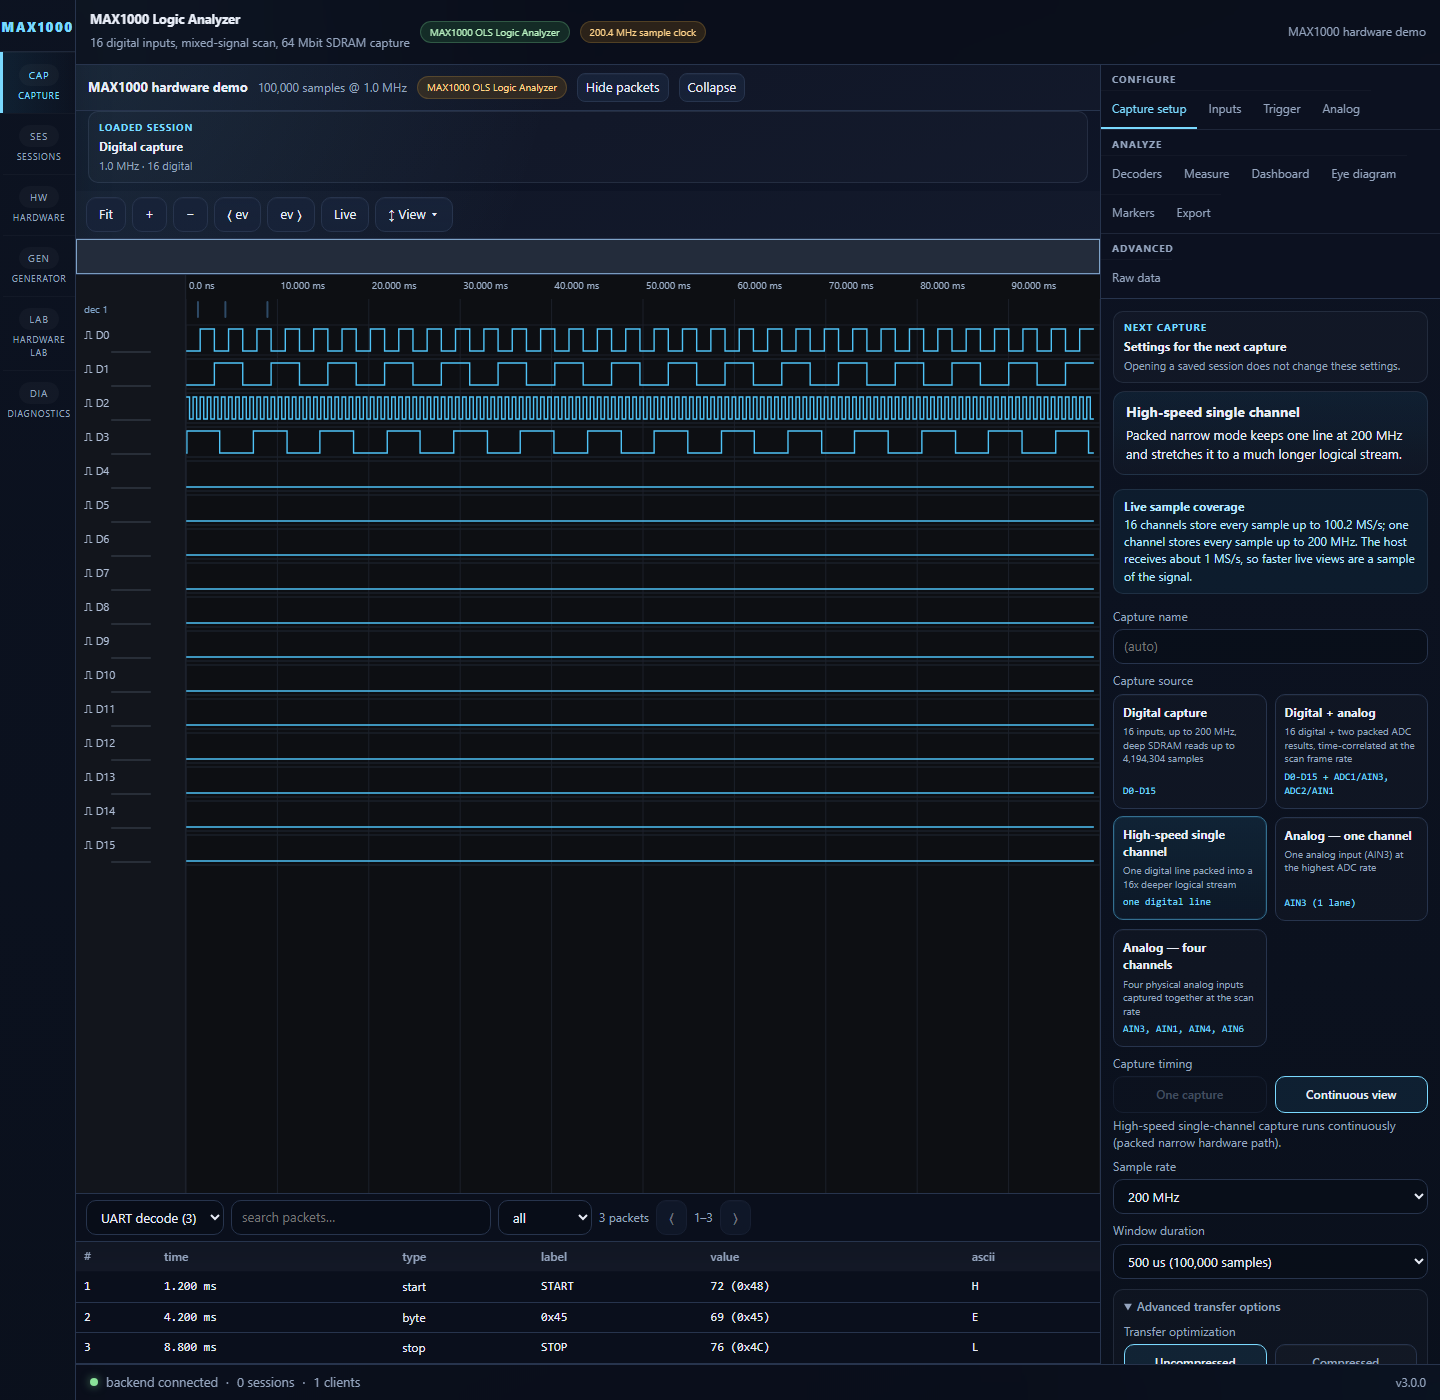 MAX1000
CAP
CAPTURE
SES
SESSIONS
HW
HARDWARE
GEN
GENERATOR
LAB
HARDWARE
LAB
DIA
DIAGNOSTICS
MAX1000 Logic Analyzer
16 digital inputs, mixed-signal scan, 64 Mbit SDRAM capture
MAX1000 OLS Logic Analyzer
200.4 MHz sample clock
MAX1000 hardware demo
MAX1000 hardware demo
100,000 samples @ 1.0 MHz
MAX1000 OLS Logic Analyzer
Hide packets
Collapse
LOADED SESSION
Digital capture
1.0 MHz · 16 digital
Fit
+
−
⟨ ev
ev ⟩
Live
↕ View ▾
0.0 ns
10.000 ms
20.000 ms
30.000 ms
40.000 ms
50.000 ms
60.000 ms
70.000 ms
80.000 ms
90.000 ms
dec 1
D0
D1
D2
D3
D4
D5
D6
D7
D8
D9
D10
D11
D12
D13
D14
D15
UART decode (3)
search packets...
all
3 packets
⟨
1–3
⟩
# time type label value ascii
1 1.200 ms start START 72 (0x48) H
2 4.200 ms byte 0x45 69 (0x45) E
3 8.800 ms stop STOP 76 (0x4C) L
CONFIGURE
Capture setup
Inputs
Trigger
Analog
ANALYZE
Decoders
Measure
Dashboard
Eye diagram
Markers
Export
ADVANCED
Raw data
NEXT CAPTURE
Settings for the next capture
Opening a saved session does not change these settings.
High-speed single channel
Packed narrow mode keeps one line at 200 MHz
and stretches it to a much longer logical stream.
Live sample coverage
16 channels store every sample up to 100.2 MS/s; one
channel stores every sample up to 200 MHz. The host
receives about 1 MS/s, so faster live views are a sample
of the signal.
Capture name
(auto)
Capture source
Digital capture
16 inputs, up to 200 MHz,
deep SDRAM reads up to
4,194,304 samples
D0-D15
Digital + analog
16 digital + two packed ADC
results, time-correlated at the
scan frame rate
D0-D15 + ADC1/AIN3,
ADC2/AIN1
High-speed single
channel
One digital line packed into a
16x deeper logical stream
one digital line
Analog — one channel
One analog input (AIN3) at
the highest ADC rate
AIN3 (1 lane)
Analog — four
channels
Four physical analog inputs
captured together at the scan
rate
AIN3, AIN1, AIN4, AIN6
Capture timing
One capture
Continuous view
High-speed single-channel capture runs continuously
(packed narrow hardware path).
Sample rate
200 MHz
Window duration
500 us (100,000 samples)
▼ Advanced transfer options
Transfer optimization
Uncompressed
Compressed
backend connected · 0 sessions · 1 clients
v3.0.0